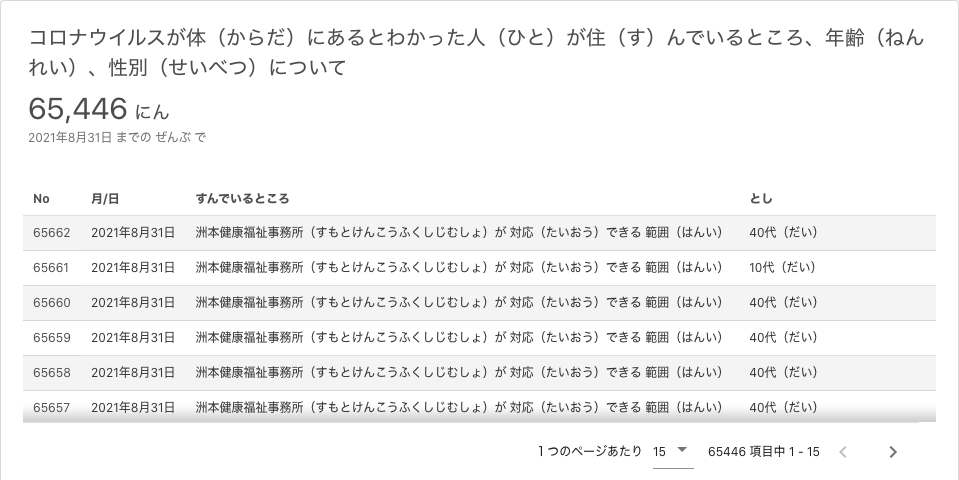 コロナウイルスが体（からだ）にあるとわかった人（ひと）が住（す）んでいるところ、年齢（ねん
れい）、性別（せいべつ）について
65,446 にん
2021年8月31日 までの ぜんぶ で
No 月/日 すんでいるところ とし
65662 2021年8月31日 洲本健康福祉事務所（すもとけんこうふくしじむしょ）が 対応（たいおう）できる 範囲（はんい） 40代（だい）
65661 2021年8月31日 洲本健康福祉事務所（すもとけんこうふくしじむしょ）が 対応（たいおう）できる 範囲（はんい） 10代（だい）
65660 2021年8月31日 洲本健康福祉事務所（すもとけんこうふくしじむしょ）が 対応（たいおう）できる 範囲（はんい） 40代（だい）
65659 2021年8月31日 洲本健康福祉事務所（すもとけんこうふくしじむしょ）が 対応（たいおう）できる 範囲（はんい） 40代（だい）
65658 2021年8月31日 洲本健康福祉事務所（すもとけんこうふくしじむしょ）が 対応（たいおう）できる 範囲（はんい） 40代（だい）
65657 2021年8月31日 洲本健康福祉事務所（すもとけんこうふくしじむしょ）が 対応（たいおう）できる 範囲（はんい） 40代（だい）
1 つのページあたり 15 65446 項目中 1 - 15